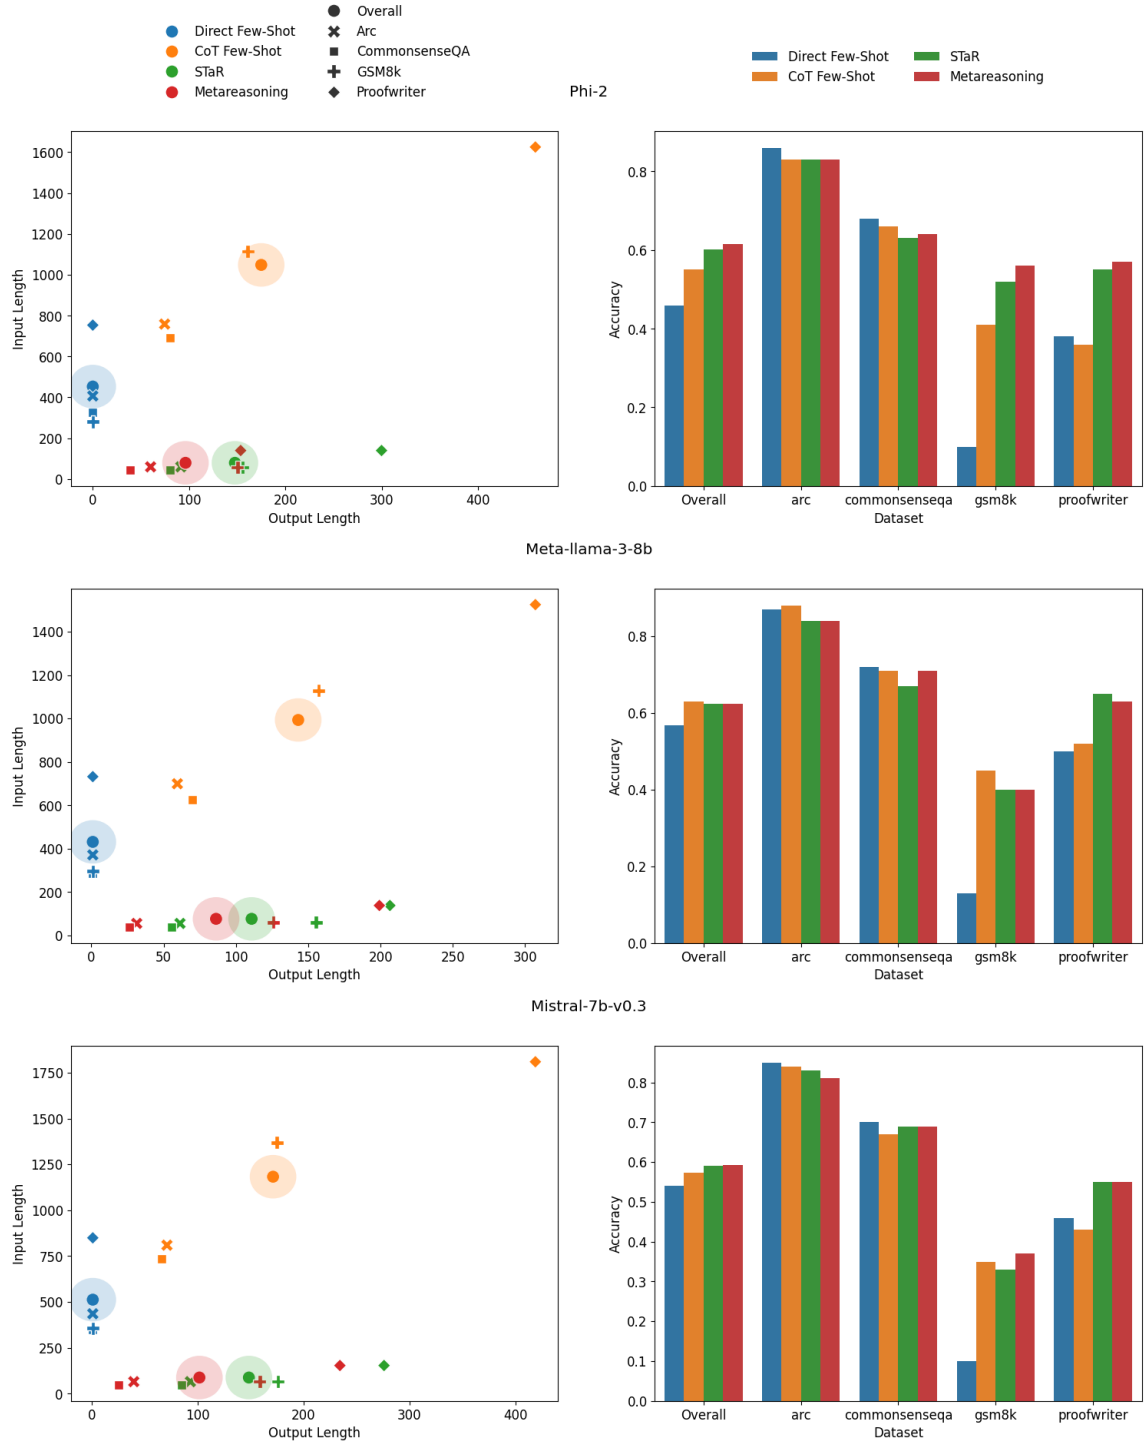 Direct Few-Shot
CoT Few-Shot
STaR
Metareasoning
Overall
Arc
CommonsenseQA
GSM8k
Proofwriter
Direct Few-Shot
CoT Few-Shot
STaR
Metareasoning
Phi-2
Input Length
1600
1400
1200
1000
800
600
400
200
0
0 100 200 300 400
Output Length
Accuracy
0.8
0.6
0.4
0.2
0.0
Overall arc commonsenseqa gsm8k proofwriter
Dataset
Meta-llama-3-8b
Input Length
1400
1200
1000
800
600
400
200
0
0 50 100 150 200 250 300
Output Length
Accuracy
0.8
0.6
0.4
0.2
0.0
Overall arc commonsenseqa gsm8k proofwriter
Dataset
Mistral-7b-v0.3
Input Length
1750
1500
1250
1000
750
500
250
0
0 100 200 300 400
Output Length
Accuracy
0.8
0.7
0.6
0.5
0.4
0.3
0.2
0.1
0.0
Overall arc commonsenseqa gsm8k proofwriter
Dataset